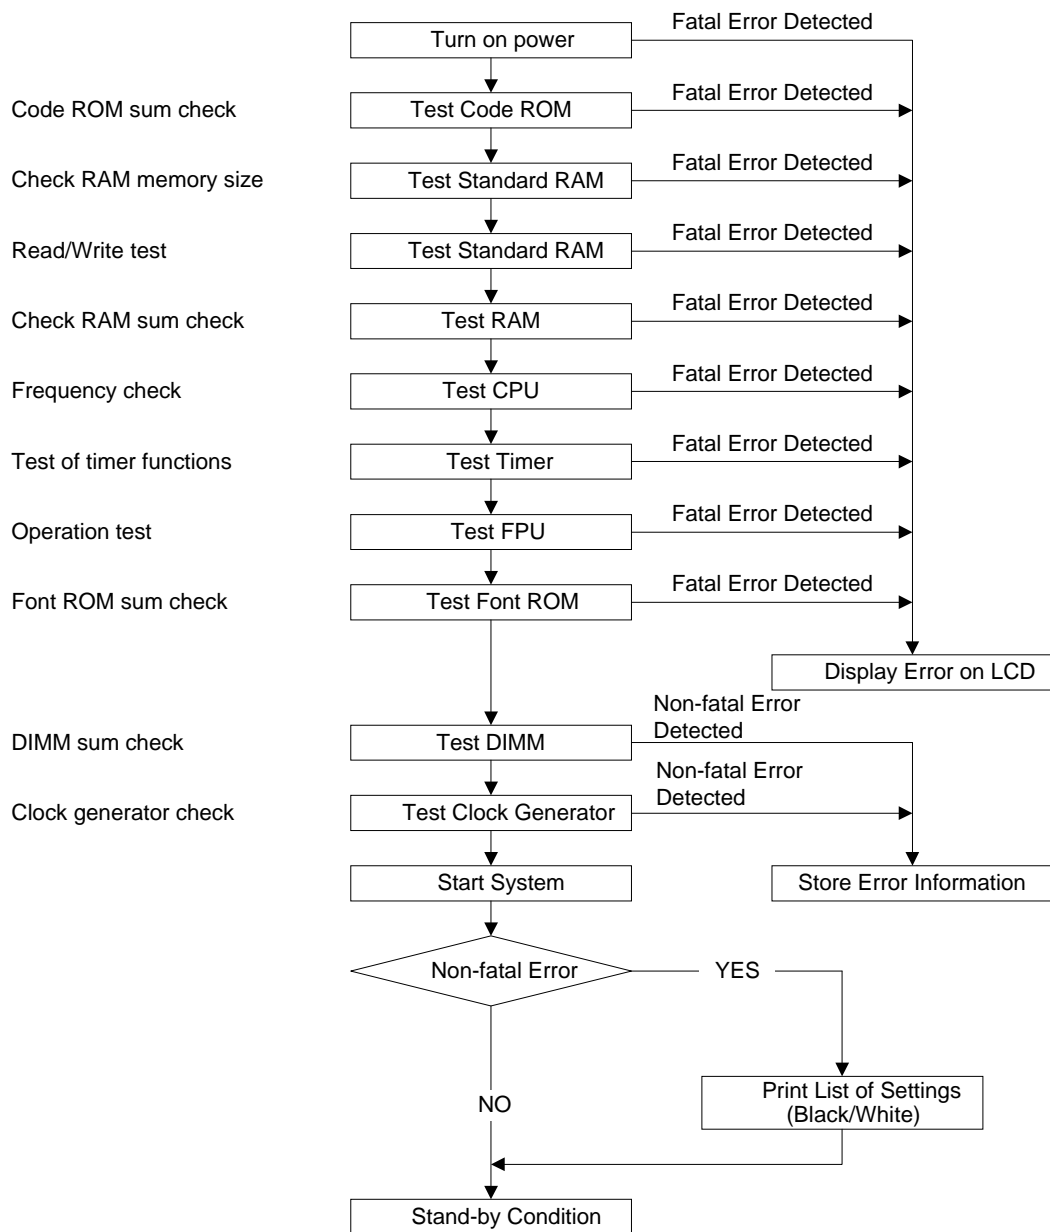 Turn on power
Fatal Error Detected
Code ROM sum check
Test Code ROM
Fatal Error Detected
Check RAM memory size
Test Standard RAM
Fatal Error Detected
Read/Write test
Test Standard RAM
Fatal Error Detected
Check RAM sum check
Test RAM
Fatal Error Detected
Frequency check
Test CPU
Fatal Error Detected
Test of timer functions
Test Timer
Fatal Error Detected
Operation test
Test FPU
Fatal Error Detected
Font ROM sum check
Test Font ROM
Fatal Error Detected
Display Error on LCD
DIMM sum check
Test DIMM
Non-fatal Error
Detected
Clock generator check
Test Clock Generator
Non-fatal Error
Detected
Start System
Store Error Information
Non-fatal Error
YES
NO
Print List of Settings
(Black/White)
Stand-by Condition